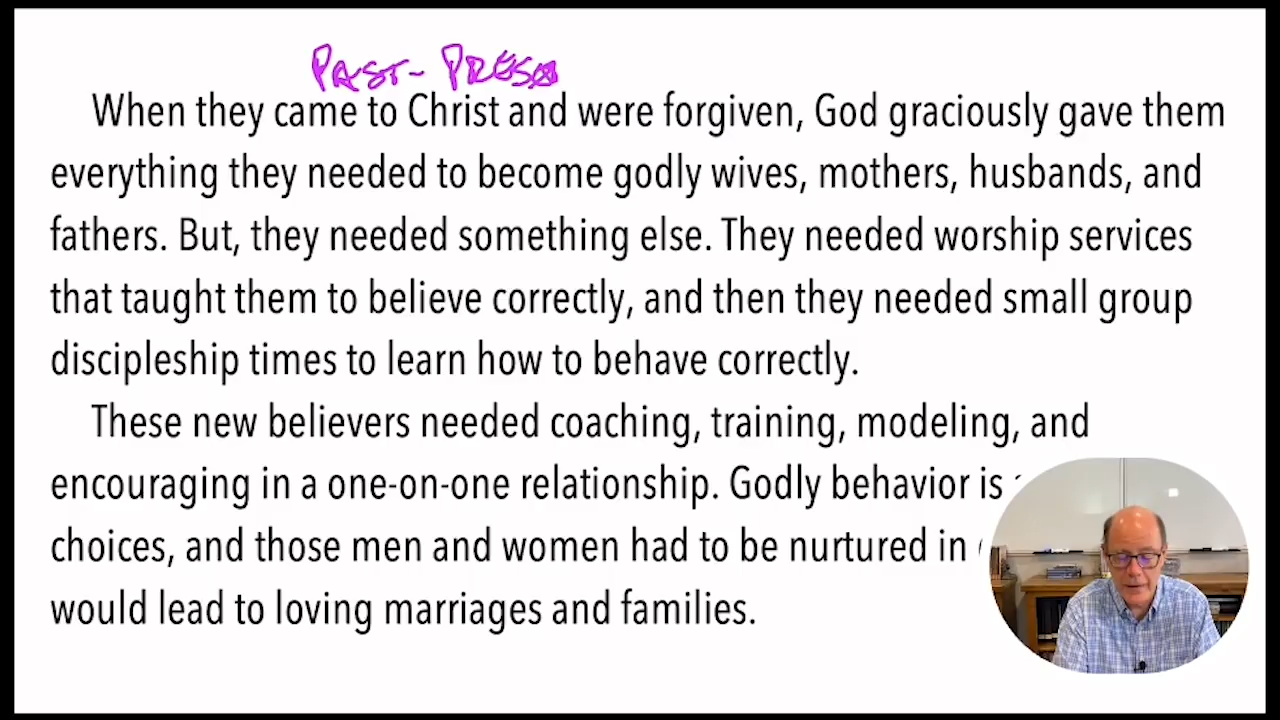 PAST- PRES
When they came to Christ and were forgiven, God graciously gave them
everything they needed to become godly wives, mothers, husbands, and
fathers. But, they needed something else. They needed worship services
that taught them to believe correctly, and then they needed small group
discipleship times to learn how to behave correctly.
These new believers needed coaching, training, modeling, and
encouraging in a one-on-one relationship. Godly behavior is
choices, and those men and women had to be nurtured in
would lead to loving marriages and families.